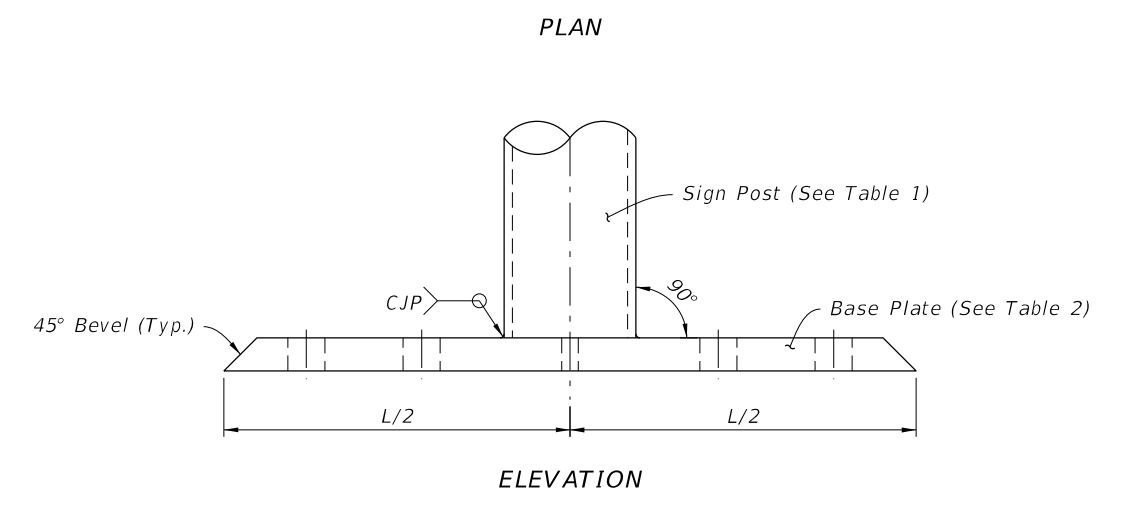 PLAN
Sign Post (See Table 1)
90°
CJP
Base Plate (See Table 2)
45° Bevel (Typ.)
L/2
L/2
ELEVATION